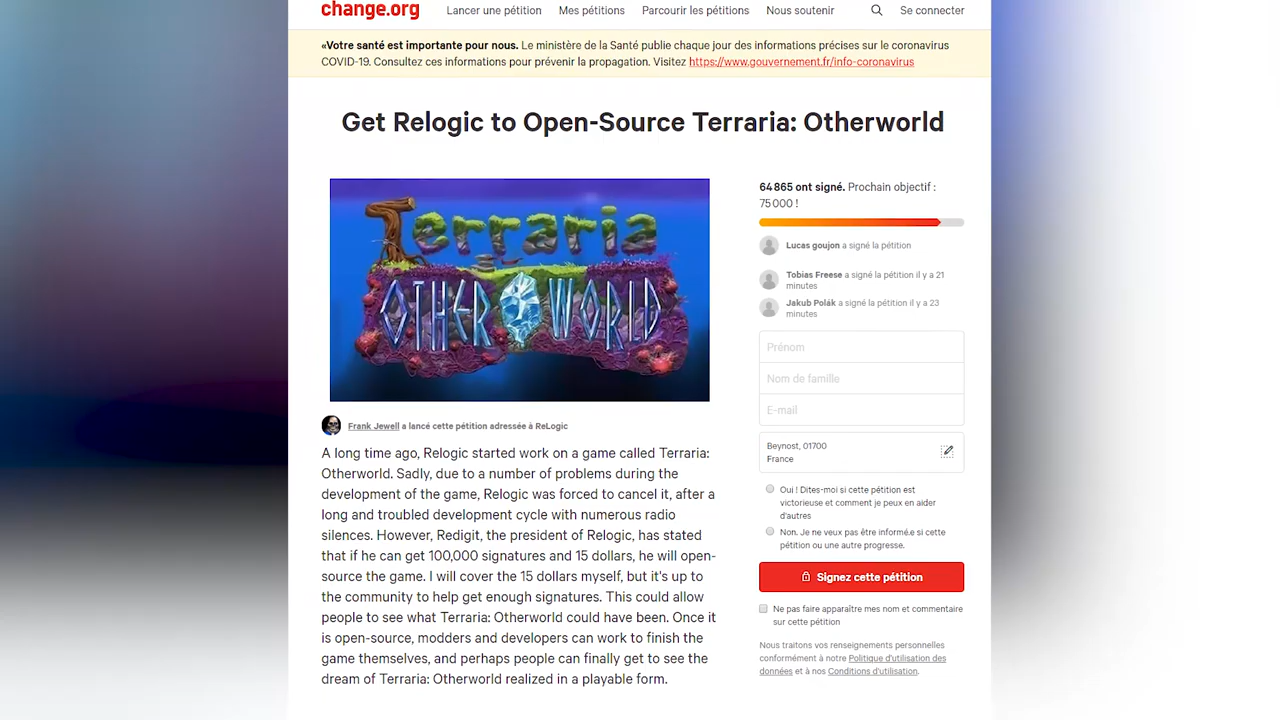 change.org
Lancer une pétition
Mes pétitions
Parcourir les pétitions
Nous soutenir
Se connecter
«Votre santé est importante pour nous. Le ministère de la Santé publie chaque jour des informations précises sur le coronavirus
COVID-19. Consultez ces informations pour prévenir la propagation. Visitez https://www.gouvernement.fr/info-coronavirus
Get Relogic to Open-Source Terraria: Otherworld
Terraria
OTHERWORLD
Frank Jewell a lancé cette pétition adressée à ReLogic
A long time ago, Relogic started work on a game called Terraria:
Otherworld. Sadly, due to a number of problems during the
development of the game, Relogic was forced to cancel it, after a
long and troubled development cycle with numerous radio
silences. However, Redigit, the president of Relogic, has stated
that if he can get 100,000 signatures and 15 dollars, he will open-
source the game. I will cover the 15 dollars myself, but it's up to
the community to help get enough signatures. This could allow
people to see what Terraria: Otherworld could have been. Once it
is open-source, modders and developers can work to finish the
game themselves, and perhaps people can finally get to see the
dream of Terraria: Otherworld realized in a playable form.
64 865 ont signé. Prochain objectif :
75 000 !
Lucas goujon a signé la pétition
Tobias Freese a signé la pétition il y a 21
minutes
Jakub Polák a signé la pétition il y a 23
minutes
Prénom
Nom de famille
E-mail
Beynost, 01700
France
Oui ! Dites-moi si cette pétition est
victorieuse et comment je peux en aider
d'autres
Non. Je ne veux pas être informé.e si cette
pétition ou une autre progresse.
Signez cette pétition
Ne pas faire apparaître mes nom et commentaire
sur cette pétition
Nous traitons vos renseignements personnelles
conformément à notre Politique d'utilisation des
données et à nos Conditions d'utilisation.